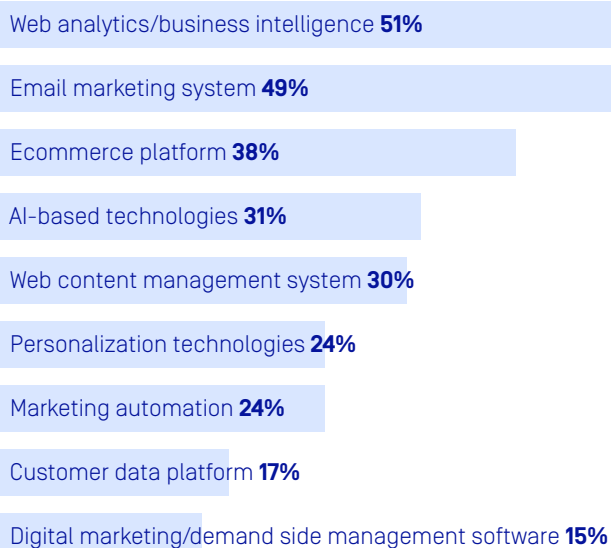 Web analytics/business intelligence 51%
Email marketing system 49%
Ecommerce platform 38%
AI-based technologies 31%
Web content management system 30%
Personalization technologies 24%
Marketing automation 24%
Customer data platform 17%
Digital marketing/demand side management software 15%